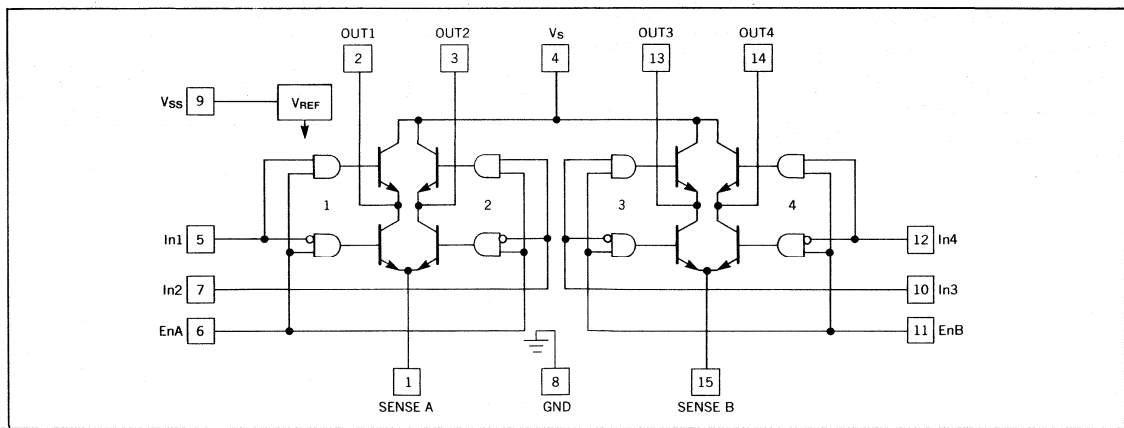 OUT1 OUT2 Vs OUT3 OUT4
2 3 4 13 14
Vss 9 VREF
1 2 3 4
In1 5 12 In4
In2 7 10 In3
EnA 6 11 EnB
1 8 15
SENSE A GND SENSE B